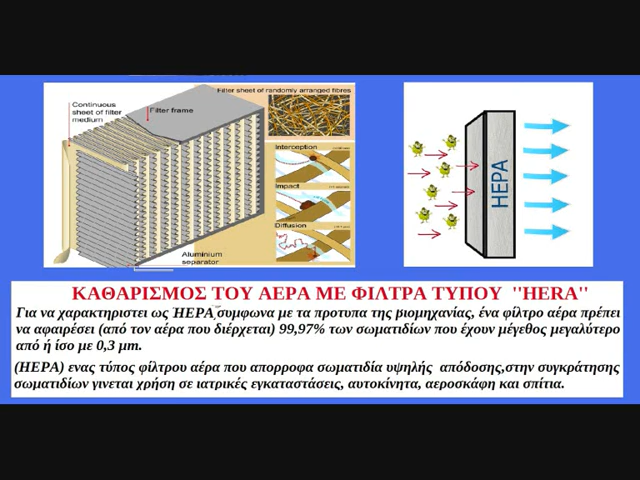 Filter sheet of randomly arranged fibres
Continuous
sheet of filter
medium
Filter frame
Interception
Impact
Diffusion
Aluminium
separator
HEPA
ΚΑΘΑΡΙΣΜΟΣ ΤΟΥ ΑΕΡΑ ΜΕ ΦΙΛΤΡΑ ΤΥΠΟΥ ''HERA''
Για να χαρακτηριστει ως HEPA συμφωνα με τα προτυπα της βιομηχανίας, ένα φίλτρο αέρα πρέπει
να αφαιρέσει (από τον αέρα που διέρχεται) 99,97% των σωματιδίων που έχουν μέγεθος μεγαλύτερο
από ή ίσο με 0,3 μm.
(HEPA) ενας τύπος φίλτρου αέρα που απορροφα σωματιδία υψηλής απόδοσης,στην συγκράτησης
σωματιδίων γινεται χρήση σε ιατρικές εγκαταστάσεις, αυτοκίνητα, αεροσκάφη και σπίτια.